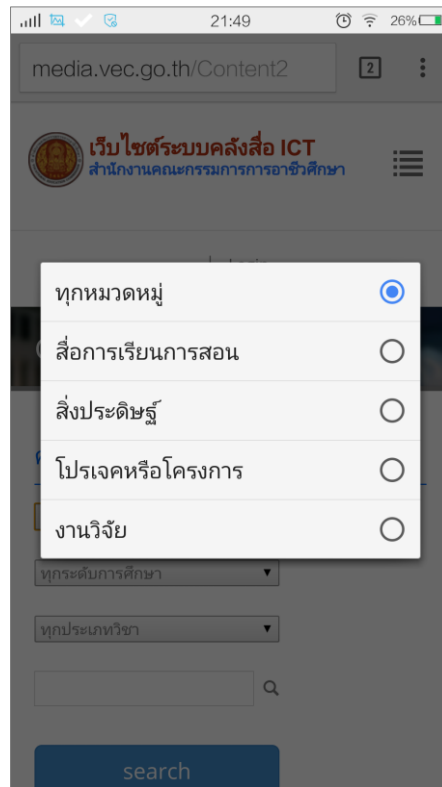 21:49
26%
media.vec.go.th/Content2
2
เว็บไซต์ระบบคลังสื่อ ICT
สำนักงานคณะกรรมการการอาชีวศึกษา
ทุกหมวดหมู่
สื่อการเรียนการสอน
สิ่งประดิษฐ์
โปรเจคหรือโครงการ
งานวิจัย
ทุกระดับการศึกษา
ทุกประเภทวิชา
search